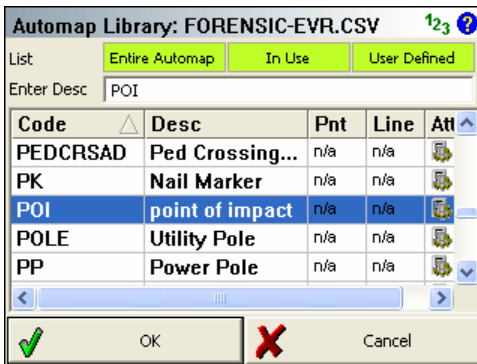 Automap Library: FORENSIC-EVR.CSV 123 ?
List Entire Automap In Use User Defined
Enter Desc POI
Code Desc Pnt Line Att
PEDCRSAD Ped Crossing... n/a n/a
PK Nail Marker n/a n/a
POI point of impact n/a n/a
POLE Utility Pole n/a n/a
PP Power Pole n/a n/a
OK Cancel